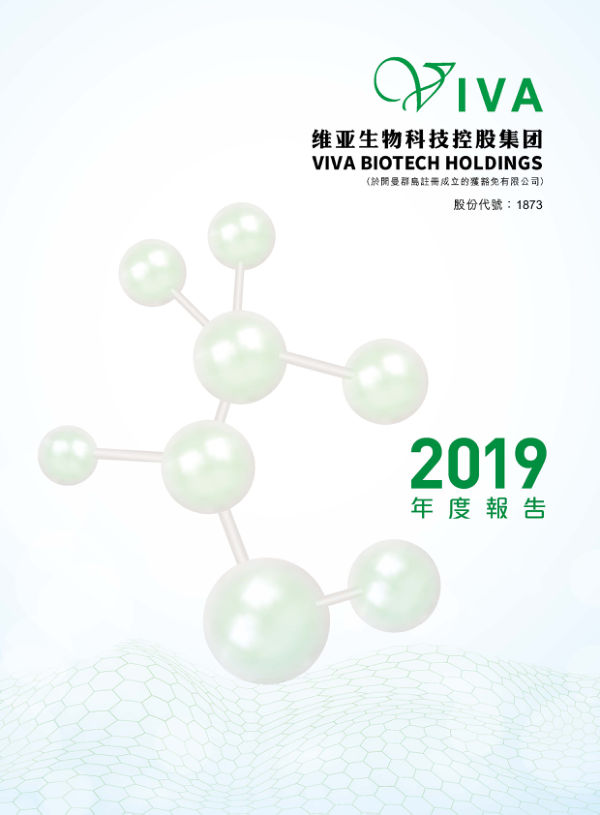 VIVA
维亚生物科技控股集团
VIVA BIOTECH HOLDINGS
(於開曼群島註冊成立的獲豁免有限公司)
股份代號：1873
2019
年度報告